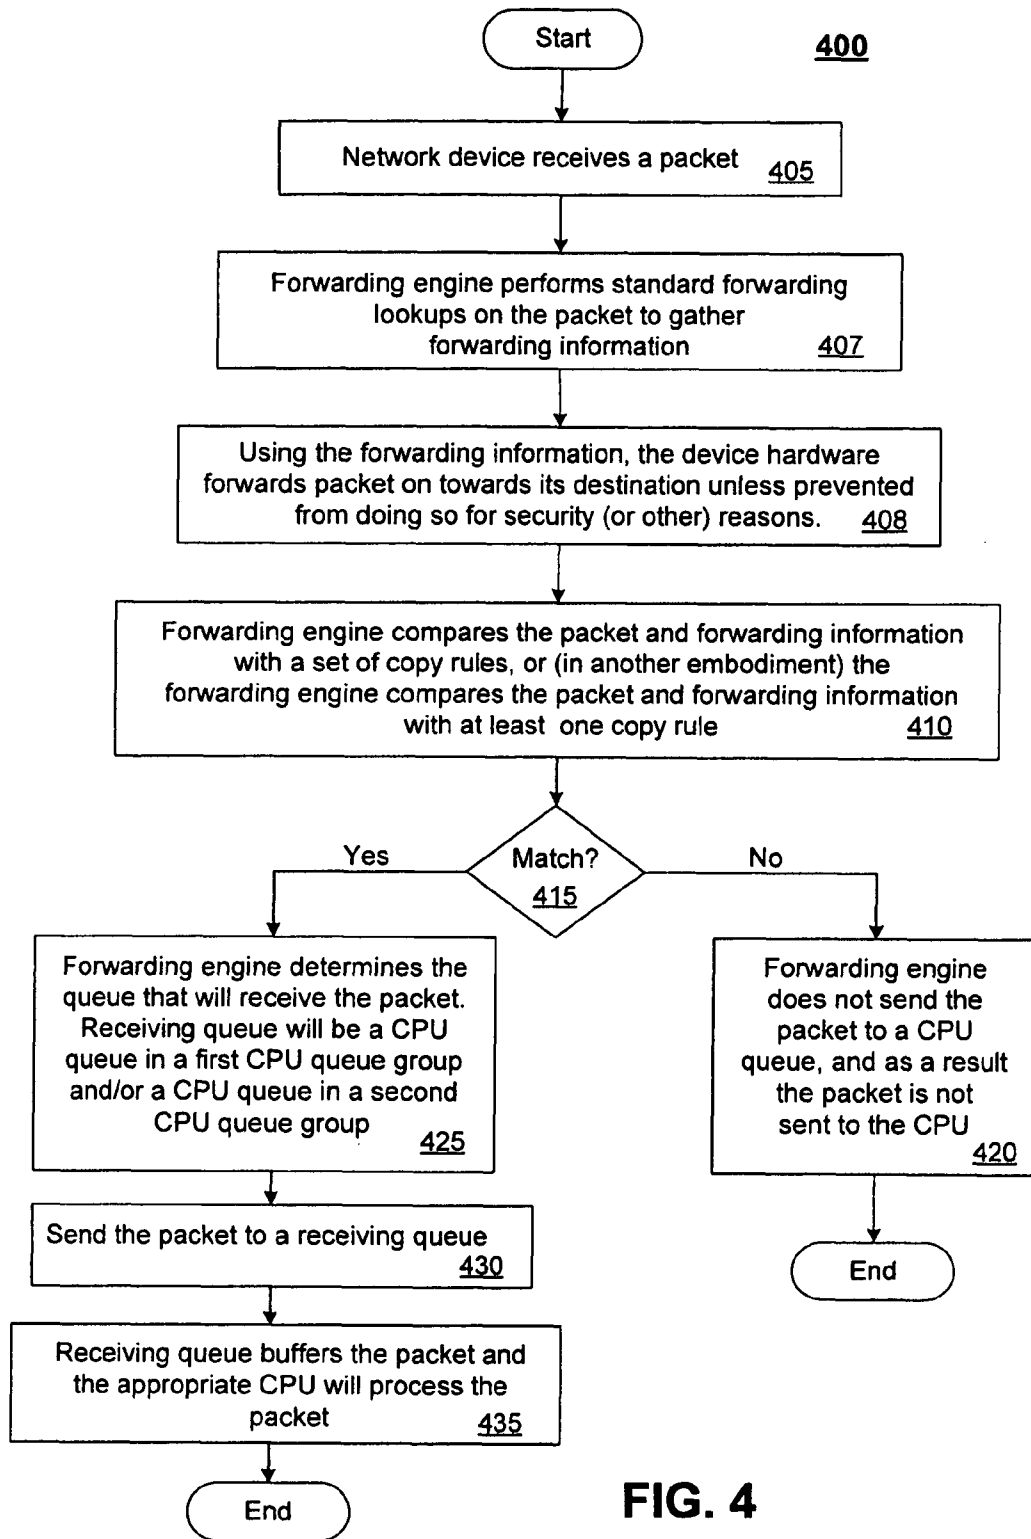 Start
400
Network device receives a packet
405
Forwarding engine performs standard forwarding
lookups on the packet to gather
forwarding information
407
Using the forwarding information, the device hardware
forwards packet on towards its destination unless prevented
from doing so for security (or other) reasons.
408
Forwarding engine compares the packet and forwarding information
with a set of copy rules, or (in another embodiment) the
forwarding engine compares the packet and forwarding information
with at least one copy rule
410
Match?
415
Yes
No
Forwarding engine determines the
queue that will receive the packet.
Receiving queue will be a CPU
queue in a first CPU queue group
and/or a CPU queue in a second
CPU queue group
425
Forwarding engine
does not send the
packet to a CPU
queue, and as a result
the packet is not
sent to the CPU
420
Send the packet to a receiving queue
430
End
Receiving queue buffers the packet and
the appropriate CPU will process the
packet
435
End
FIG. 4